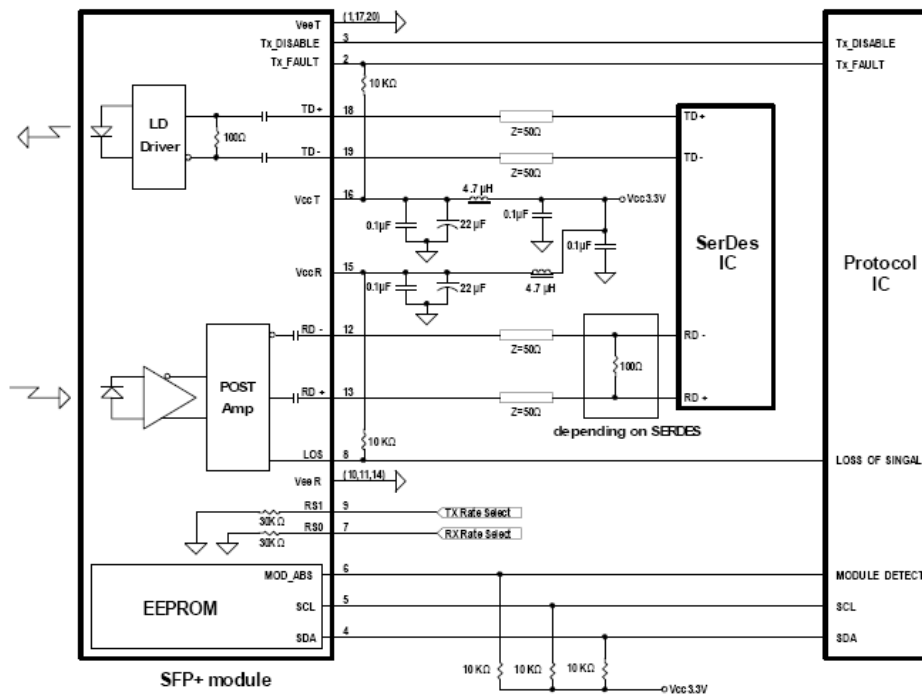 VeeT (1,17,20)
Tx_DISABLE 3 Tx_DISABLE
Tx_FAULT 2 Tx_FAULT
10 KΩ
LD
Driver
100Ω
TD+ 18 Z=50Ω TD+
TD- 19 Z=50Ω TD-
VccT 16 4.7 µH Vcc3.3V
0.1µF 22 µF 0.1µF 0.1µF
SerDes
IC
Protocol
IC
VccR 15
0.1µF 22 µF 4.7 µH
RD - 12 Z=50Ω RD -
POST
Amp
100Ω
RD+ 13 Z=50Ω RD +
depending on SERDES
10 KΩ
LOS 8 LOSS OF SINGAL
VeeR (10,11,14)
RS1 9 TX Rate Select
30KΩ
RS0 7 RX Rate Select
30KΩ
MOD_ABS 6 MODULE DETECT
EEPROM
SCL 5 SCL
SDA 4 SDA
10 KΩ 10 KΩ 10 KΩ
Vcc3.3V
SFP+ module